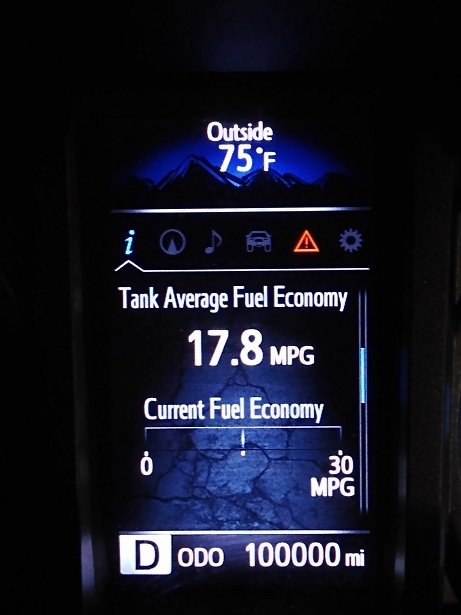 Outside
75°F
i
Tank Average Fuel Economy
17.8 MPG
Current Fuel Economy
0 30
MPG
D ODO 100000 mi